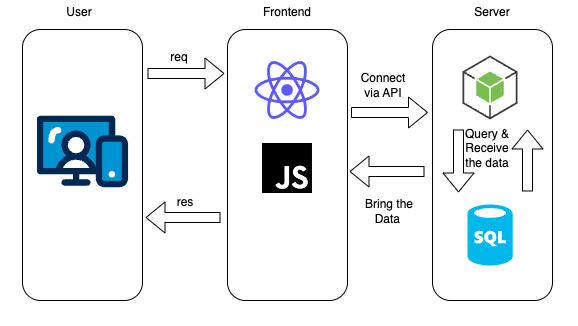 User
Frontend
Server
req
Connect
via API
JS
Query &
Receive
the data
Bring the
Data
res
SQL